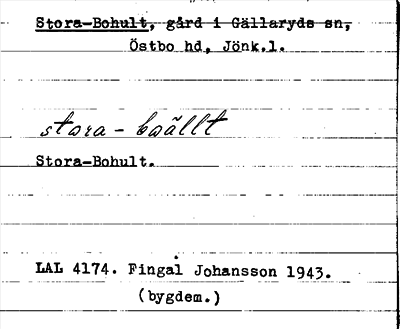 Stora-Bohult, gård i Gällaryds sn,
Östbo hd, Jönk.l.
stora-boällt
Stora-Bohult.
LAL 4174. Fingal Johansson 1943.
(bygdem.)